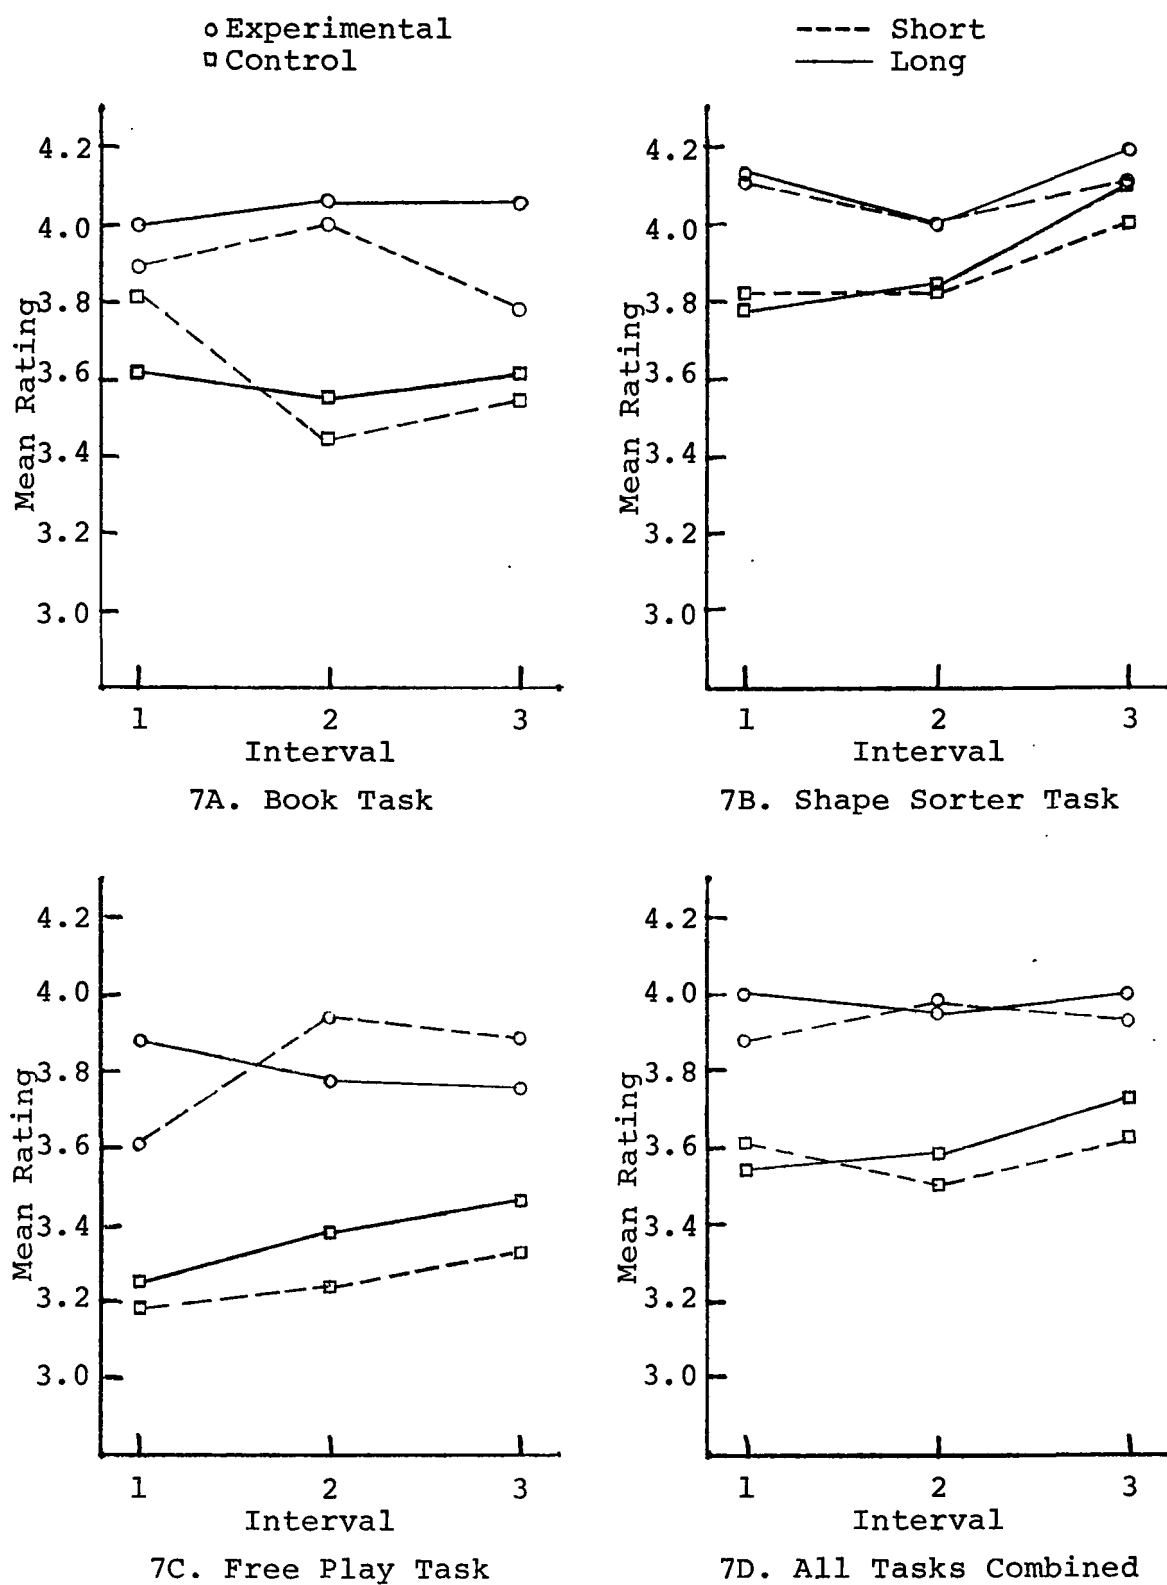 Experimental
Control
Short
Long
4.2
4.0
3.8
3.6
3.4
3.2
3.0
Mean Rating
1 2 3
Interval
7A. Book Task
4.2
4.0
3.8
3.6
3.4
3.2
3.0
Mean Rating
1 2 3
Interval
7B. Shape Sorter Task
4.2
4.0
3.8
3.6
3.4
3.2
3.0
Mean Rating
1 2 3
Interval
7C. Free Play Task
4.2
4.0
3.8
3.6
3.4
3.2
3.0
Mean Rating
1 2 3
Interval
7D. All Tasks Combined